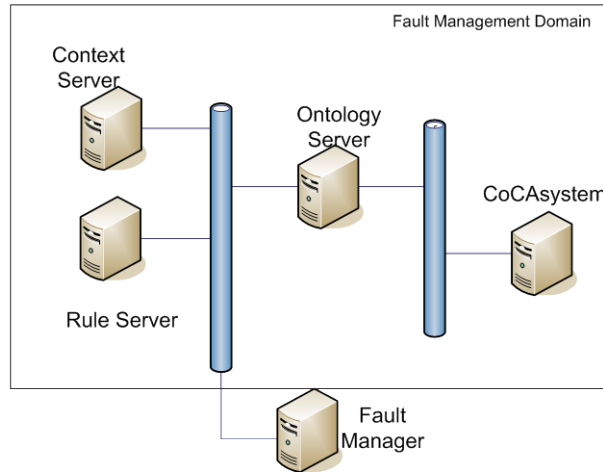 Fault Management Domain
Context
Server
Ontology
Server
CoCAsystem
Rule Server
Fault
Manager